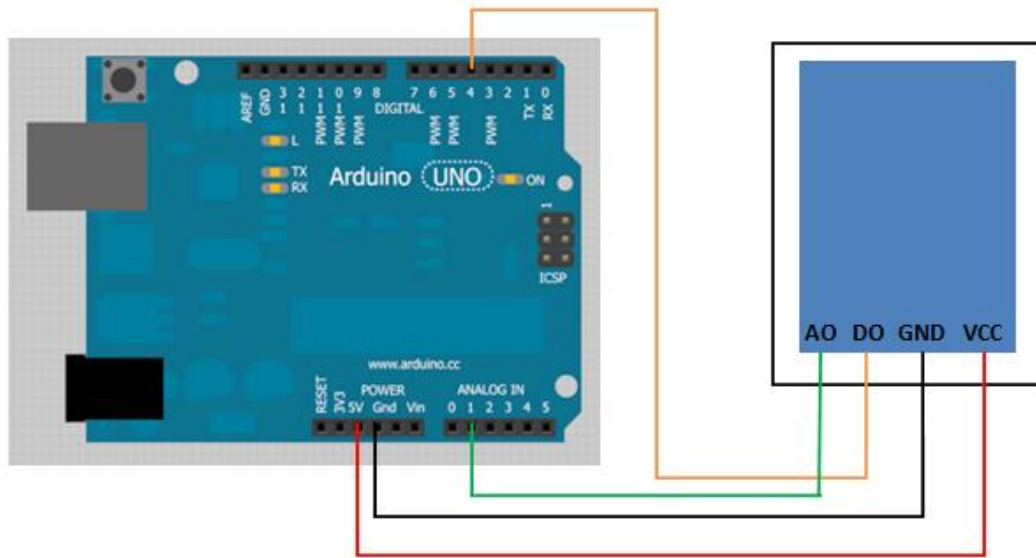 AREF GND 13 12 PWM 11 PWM 10 PWM 9 8 7 PWM 6 PWM 5 4 PWM 3 2 TX 1 RX 0
DIGITAL
L
TX
RX
Arduino UNO
ON
1
ICSP
www.arduino.cc
POWER ANALOG IN
RESET 3V3 5V Gnd Vin 0 1 2 3 4 5
AO DO GND VCC